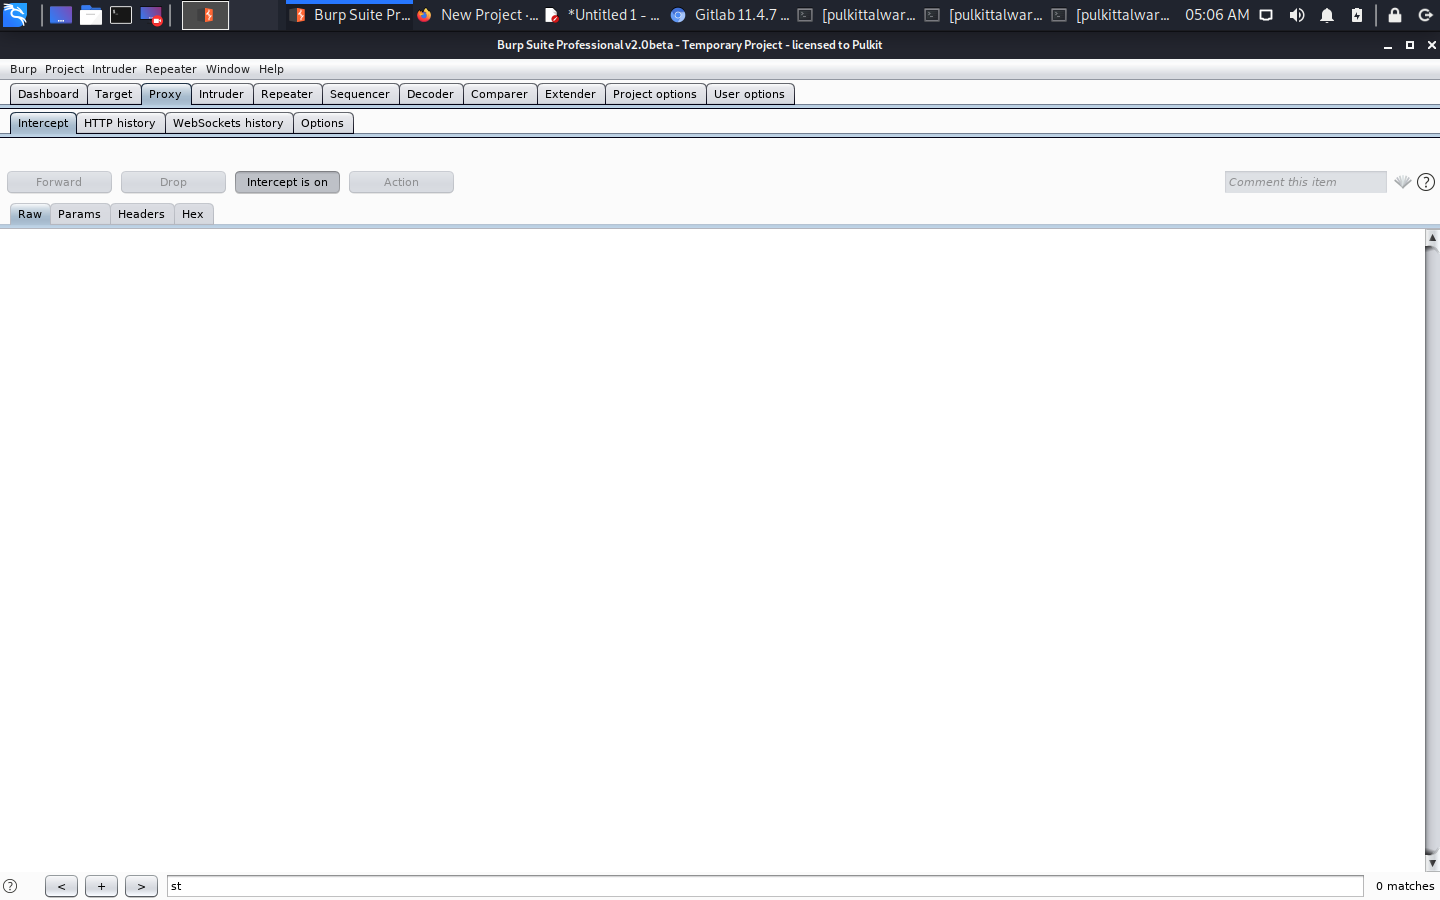 Burp Suite Pr... New Project -... *Untitled 1 - ... Gitlab 11.4.7 ... [pulkittalwar... [pulkittalwar... [pulkittalwar... 05:06 AM
Burp Suite Professional v2.0beta - Temporary Project - licensed to Pulkit
Burp Project Intruder Repeater Window Help
Dashboard Target Proxy Intruder Repeater Sequencer Decoder Comparer Extender Project options User options
Intercept HTTP history WebSockets history Options
Forward Drop Intercept is on Action Comment this item ?
Raw Params Headers Hex
? < + > st 0 matches